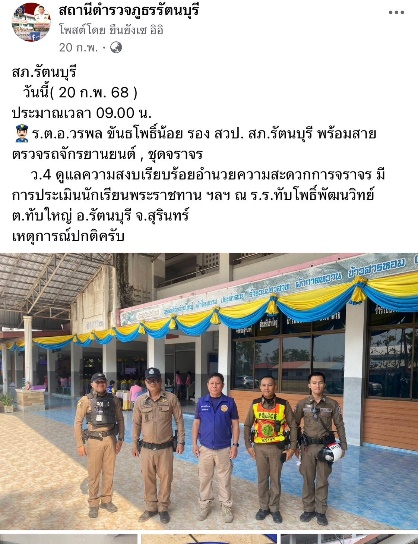 สถานีตำรวจภูธรรัตนบุรี
โพสต์โดย ยืนยังเซ อิอิ
20 ก.พ. ·
สภ.รัตนบุรี
วันนี้( 20 ก.พ. 68 )
ประมาณเวลา 09.00 น.
ร.ต.อ.วรพล ขันธโพธิ์น้อย รอง สวป. สภ.รัตนบุรี พร้อมสาย
ตรวจรถจักรยานยนต์ , ชุดจราจร
ว.4 ดูแลความสงบเรียบร้อยอำนวยความสะดวกการจราจร มี
การประเมินนักเรียนพระราชทาน ฯลฯ ณ ร.ร.ทับโพธิ์พัฒนวิทย์
ต.ทับใหญ่ อ.รัตนบุรี จ.สุรินทร์
เหตุการณ์ปกติครับ